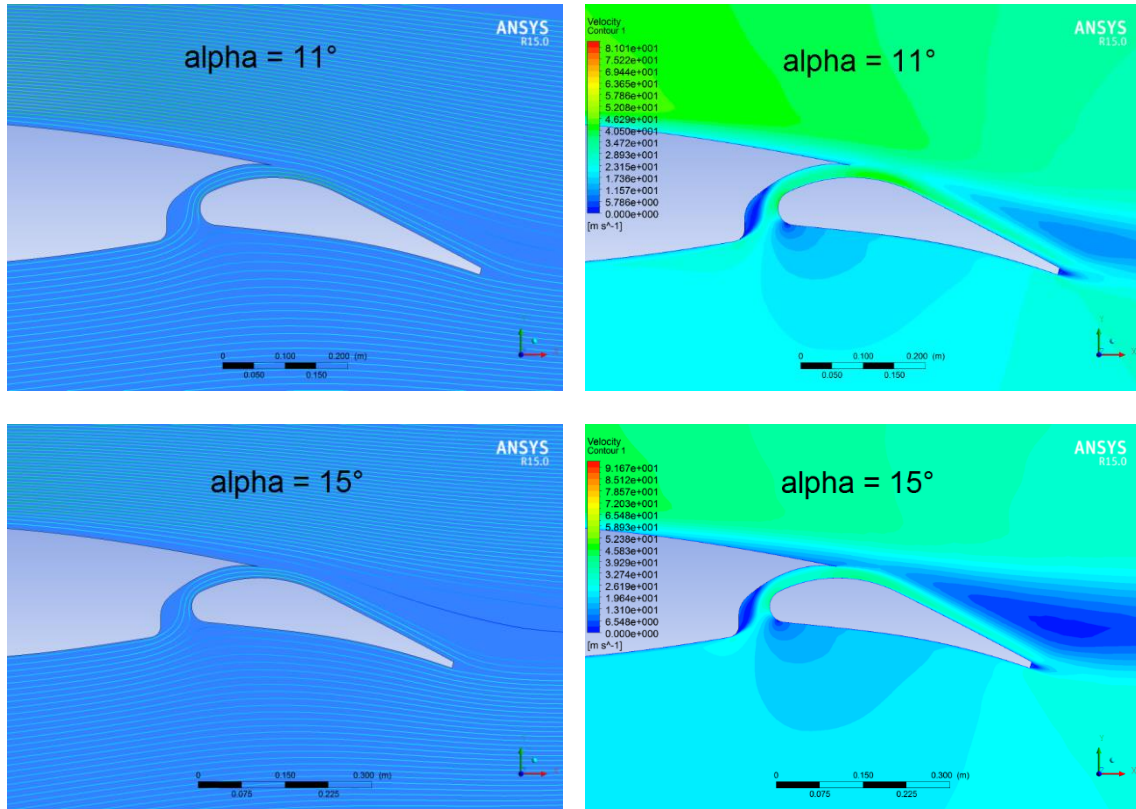 ANSYS
R15.0
alpha = 11°
0 0.100 0.200 (m)
0.050 0.150
ANSYS
R15.0
Velocity
Contour 1
8.101e+001
7.522e+001
6.944e+001
6.365e+001
5.786e+001
5.208e+001
4.629e+001
4.050e+001
3.472e+001
2.893e+001
2.315e+001
1.736e+001
1.157e+001
5.786e+000
0.000e+000
[m s^-1]
alpha = 11°
0 0.100 0.200 (m)
0.050 0.150
ANSYS
R15.0
alpha = 15°
0 0.150 0.300 (m)
0.075 0.225
ANSYS
R15.0
Velocity
Contour 1
9.167e+001
8.512e+001
7.857e+001
7.203e+001
6.548e+001
5.893e+001
5.238e+001
4.583e+001
3.929e+001
3.274e+001
2.619e+001
1.964e+001
1.310e+001
6.548e+000
0.000e+000
[m s^-1]
alpha = 15°
0 0.150 0.300 (m)
0.075 0.225